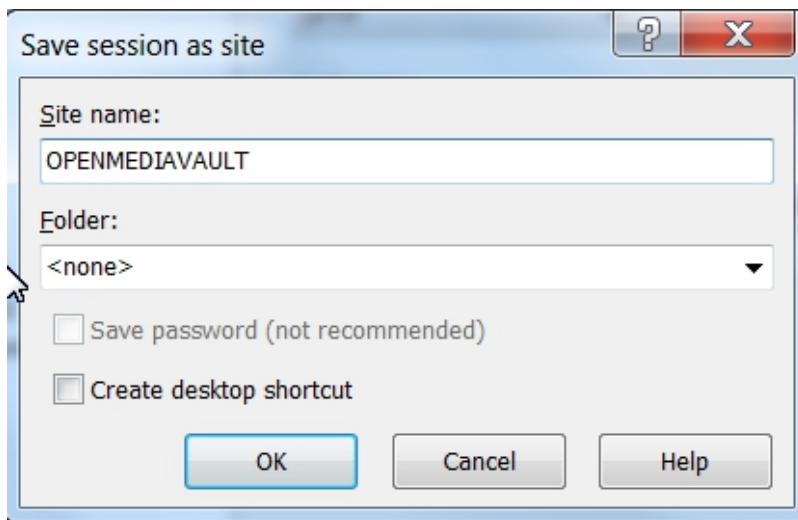 Save session as site
Site name:
OPENMEDIAVAULT
Folder:
<none>
Save password (not recommended)
Create desktop shortcut
OK Cancel Help